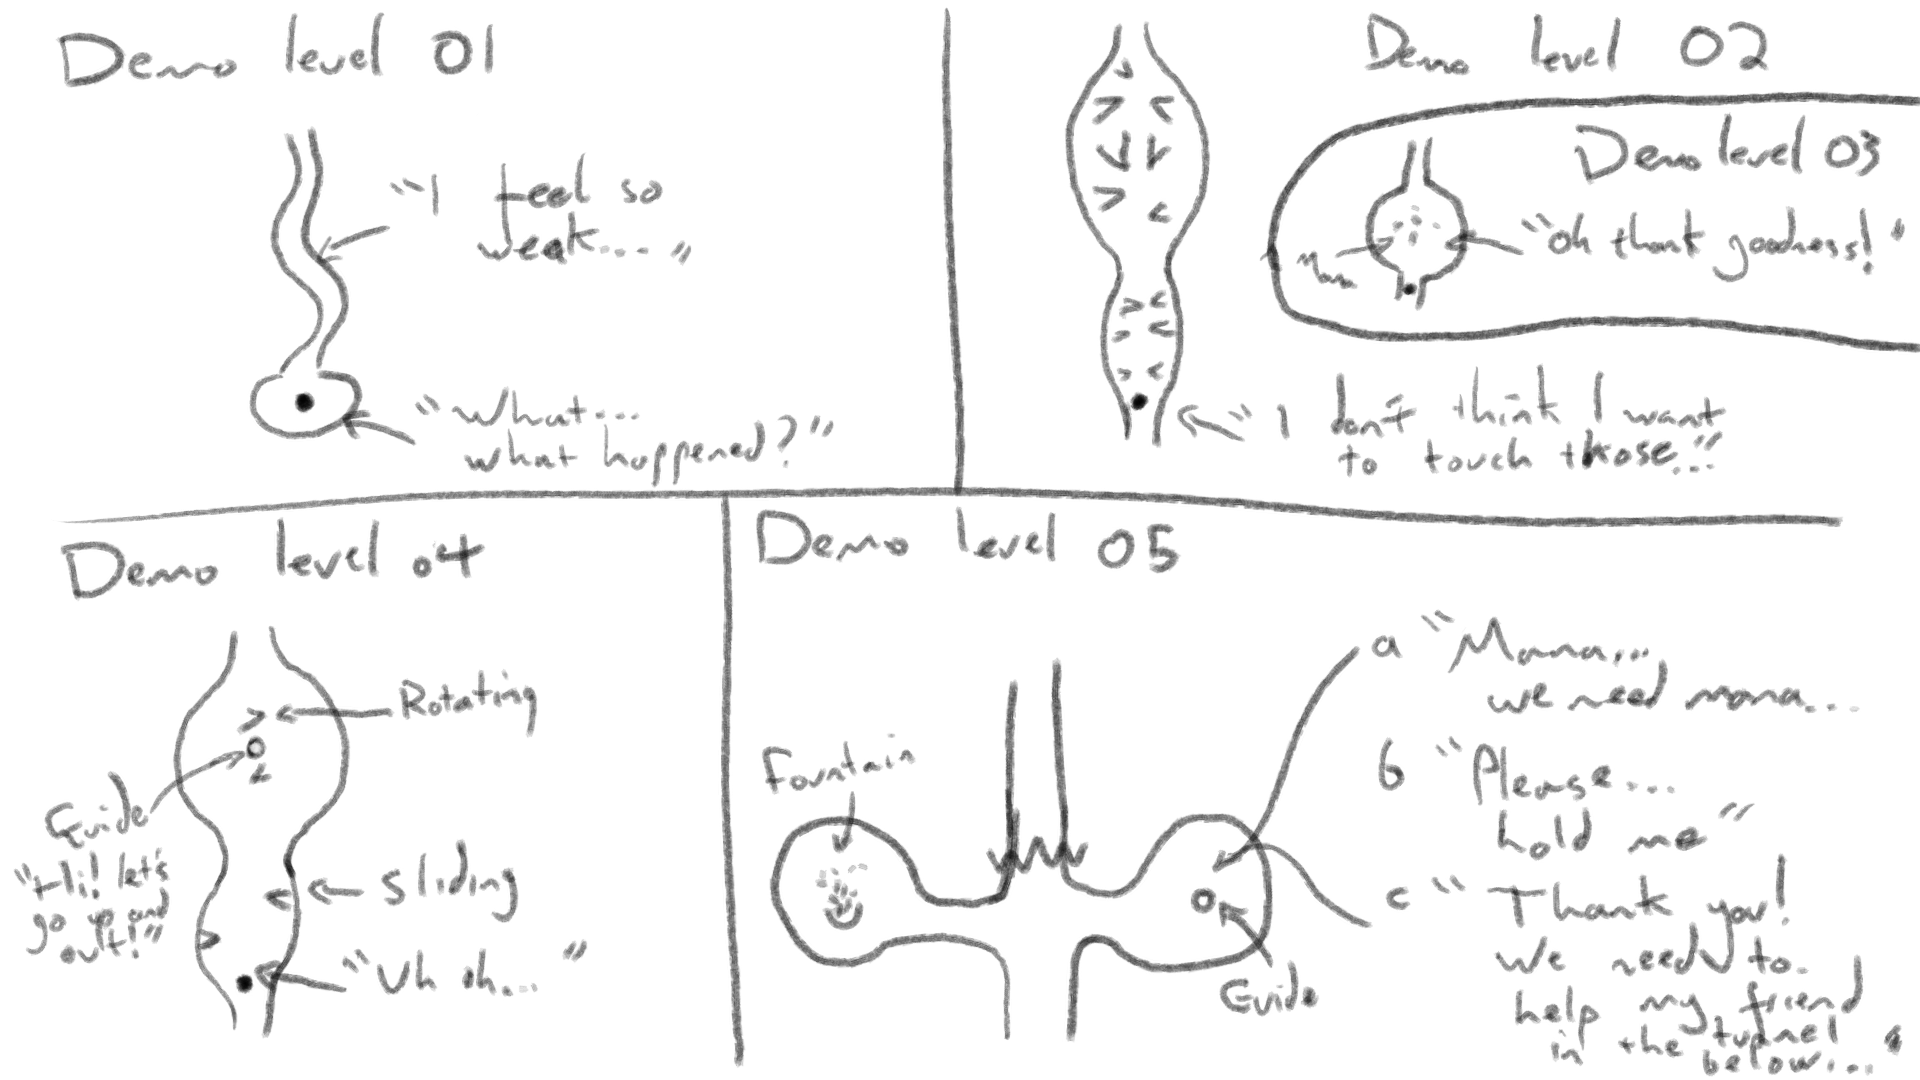 Demo level 01
"I feel so
weak...."
"What...
what happened?"
Demo level 02
Demo level 03
"Oh thank goodness!"
Mana
"I don't think I want
to touch those..."
Demo level 04
Rotating
Guide
"Hi! let's
go up and
out!"
Sliding
"Uh oh..."
Demo level 05
Fountain
Guide
a "Mana...
we need mana...
b "Please...
hold me"
c "Thank you!
We need to
help my friend
in the tunnel
below..."